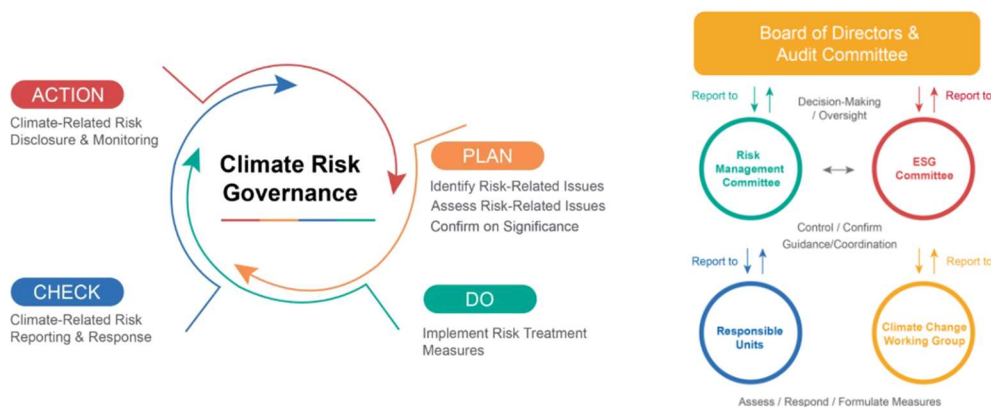 ACTION
Climate-Related Risk
Disclosure & Monitoring
Climate Risk
Governance
PLAN
Identify Risk-Related Issues
Assess Risk-Related Issues
Confirm on Significance
CHECK
Climate-Related Risk
Reporting & Response
DO
Implement Risk Treatment
Measures
Board of Directors &
Audit Committee
Report to
Decision-Making
/ Oversight
Report to
Risk
Management
Committee
ESG
Committee
Control / Confirm
Guidance/Coordination
Report to
Report to
Responsible
Units
Climate Change
Working Group
Assess / Respond / Formulate Measures